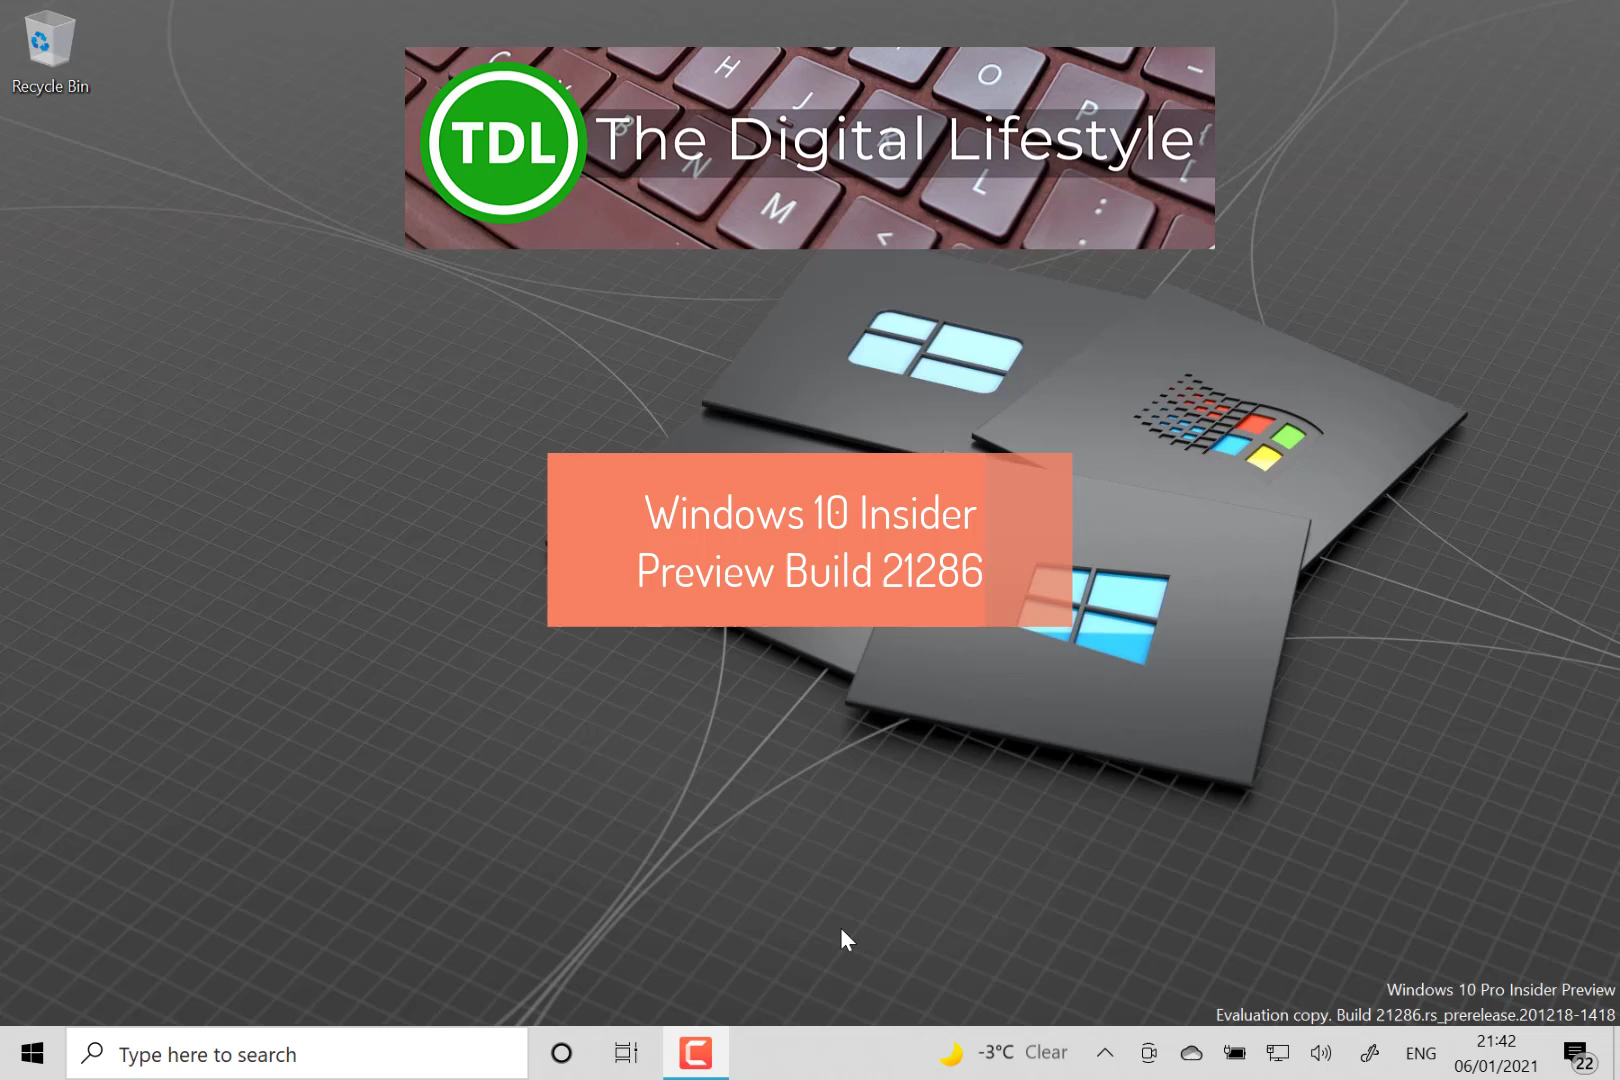 Recycle Bin
TDL The Digital Lifestyle
Windows 10 Insider
Preview Build 21286
Windows 10 Pro Insider Preview
Evaluation copy. Build 21286.rs_prerelease.201218-1418
Type here to search
-3°C Clear
ENG
21:42
06/01/2021
22